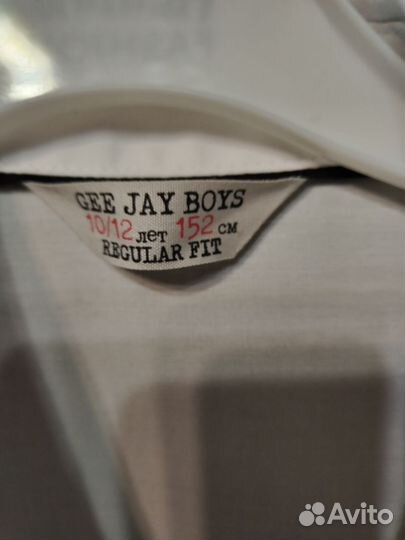 GEE JAY BOYS
10/12 лет 152 см
REGULAR FIT
Avito